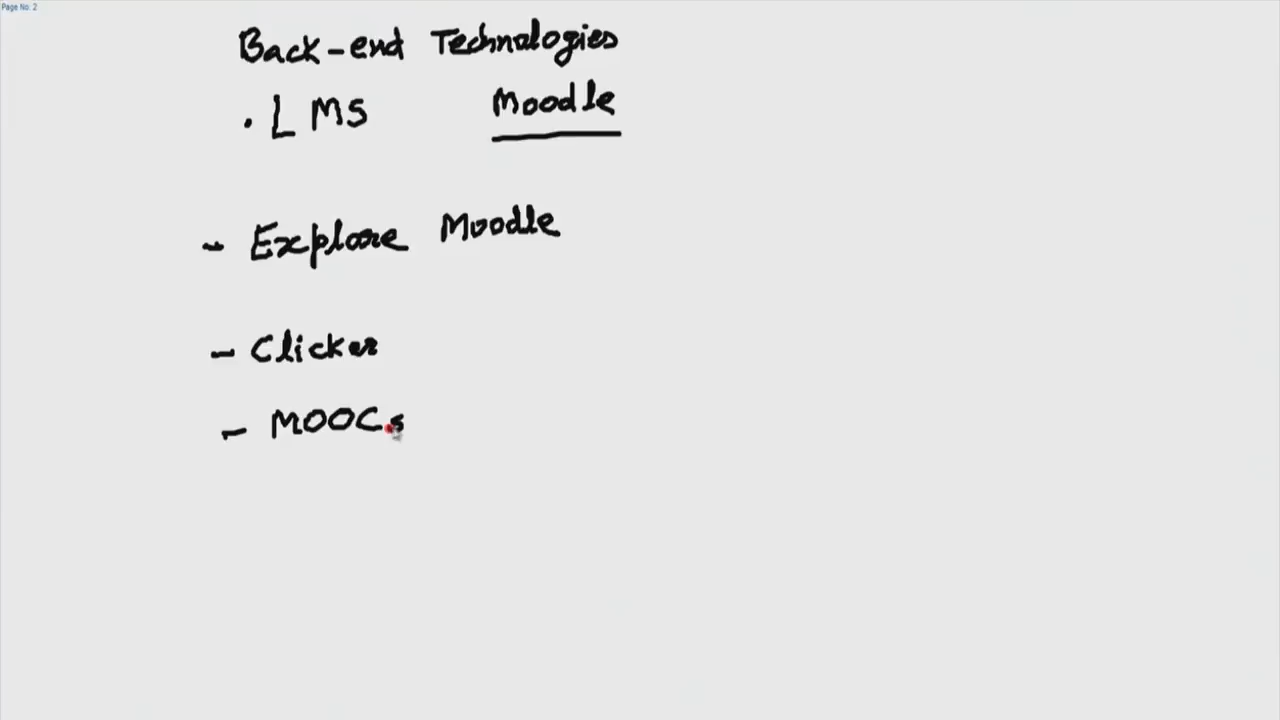 Page No. 2
Back-end Technologies
. LMS Moodle
- Explore Moodle
- Clicker
- MOOCs